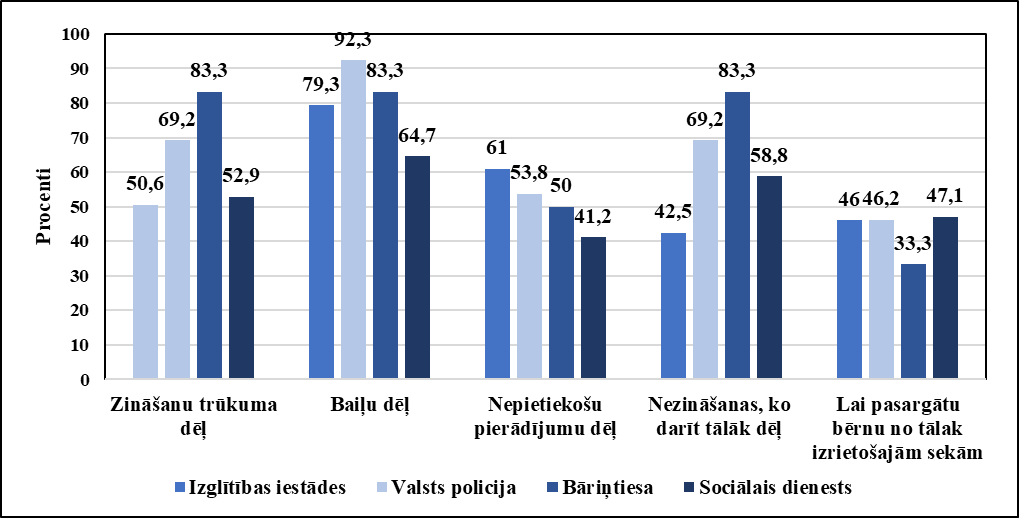 100
90
80
70
60
50
40
30
20
10
0
Procenti
50,6 69,2 83,3 52,9
79,3 92,3 83,3 64,7
61 53,8 50 41,2
42,5 69,2 83,3 58,8
46 46,2 33,3 47,1
Zināšanu trūkuma
dēļ
Baiļu dēļ
Nepietiekošu
pierādījumu dēļ
Nezināšanas, ko
darīt tālāk dēļ
Lai pasargātu
bērnu no tālak
izrietošajām sekām
Izglītības iestādes Valsts policija Bāriņtiesa Sociālais dienests